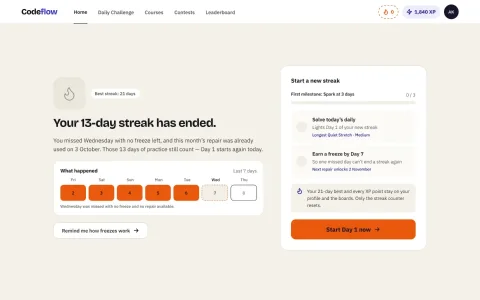 Codeflow
Home
Daily Challenge
Courses
Contests
Leaderboard
0
1,840 XP
AK
Best streak: 21 days
Your 13-day streak has ended.
You missed Wednesday with no freeze left, and this month's repair was already
used on 3 October. Those 13 days of practice still count — Day 1 starts again today.
What happened
Last 7 days
Fri
Sat
Sun
Mon
Tue
Wed
Thu
2
3
4
5
6
7
8
Wednesday was missed with no freeze and no repair available.
Remind me how freezes work →
Start a new streak
First milestone: Spark at 3 days
0 / 3
Solve today's daily
Lights Day 1 of your new streak
Longest Quiet Stretch · Medium
Earn a freeze by Day 7
So one missed day can't end a streak again
Next repair unlocks 2 November
Your 21-day best and every XP point stay on your
profile and the boards. Only the streak counter
resets.
Start Day 1 now →